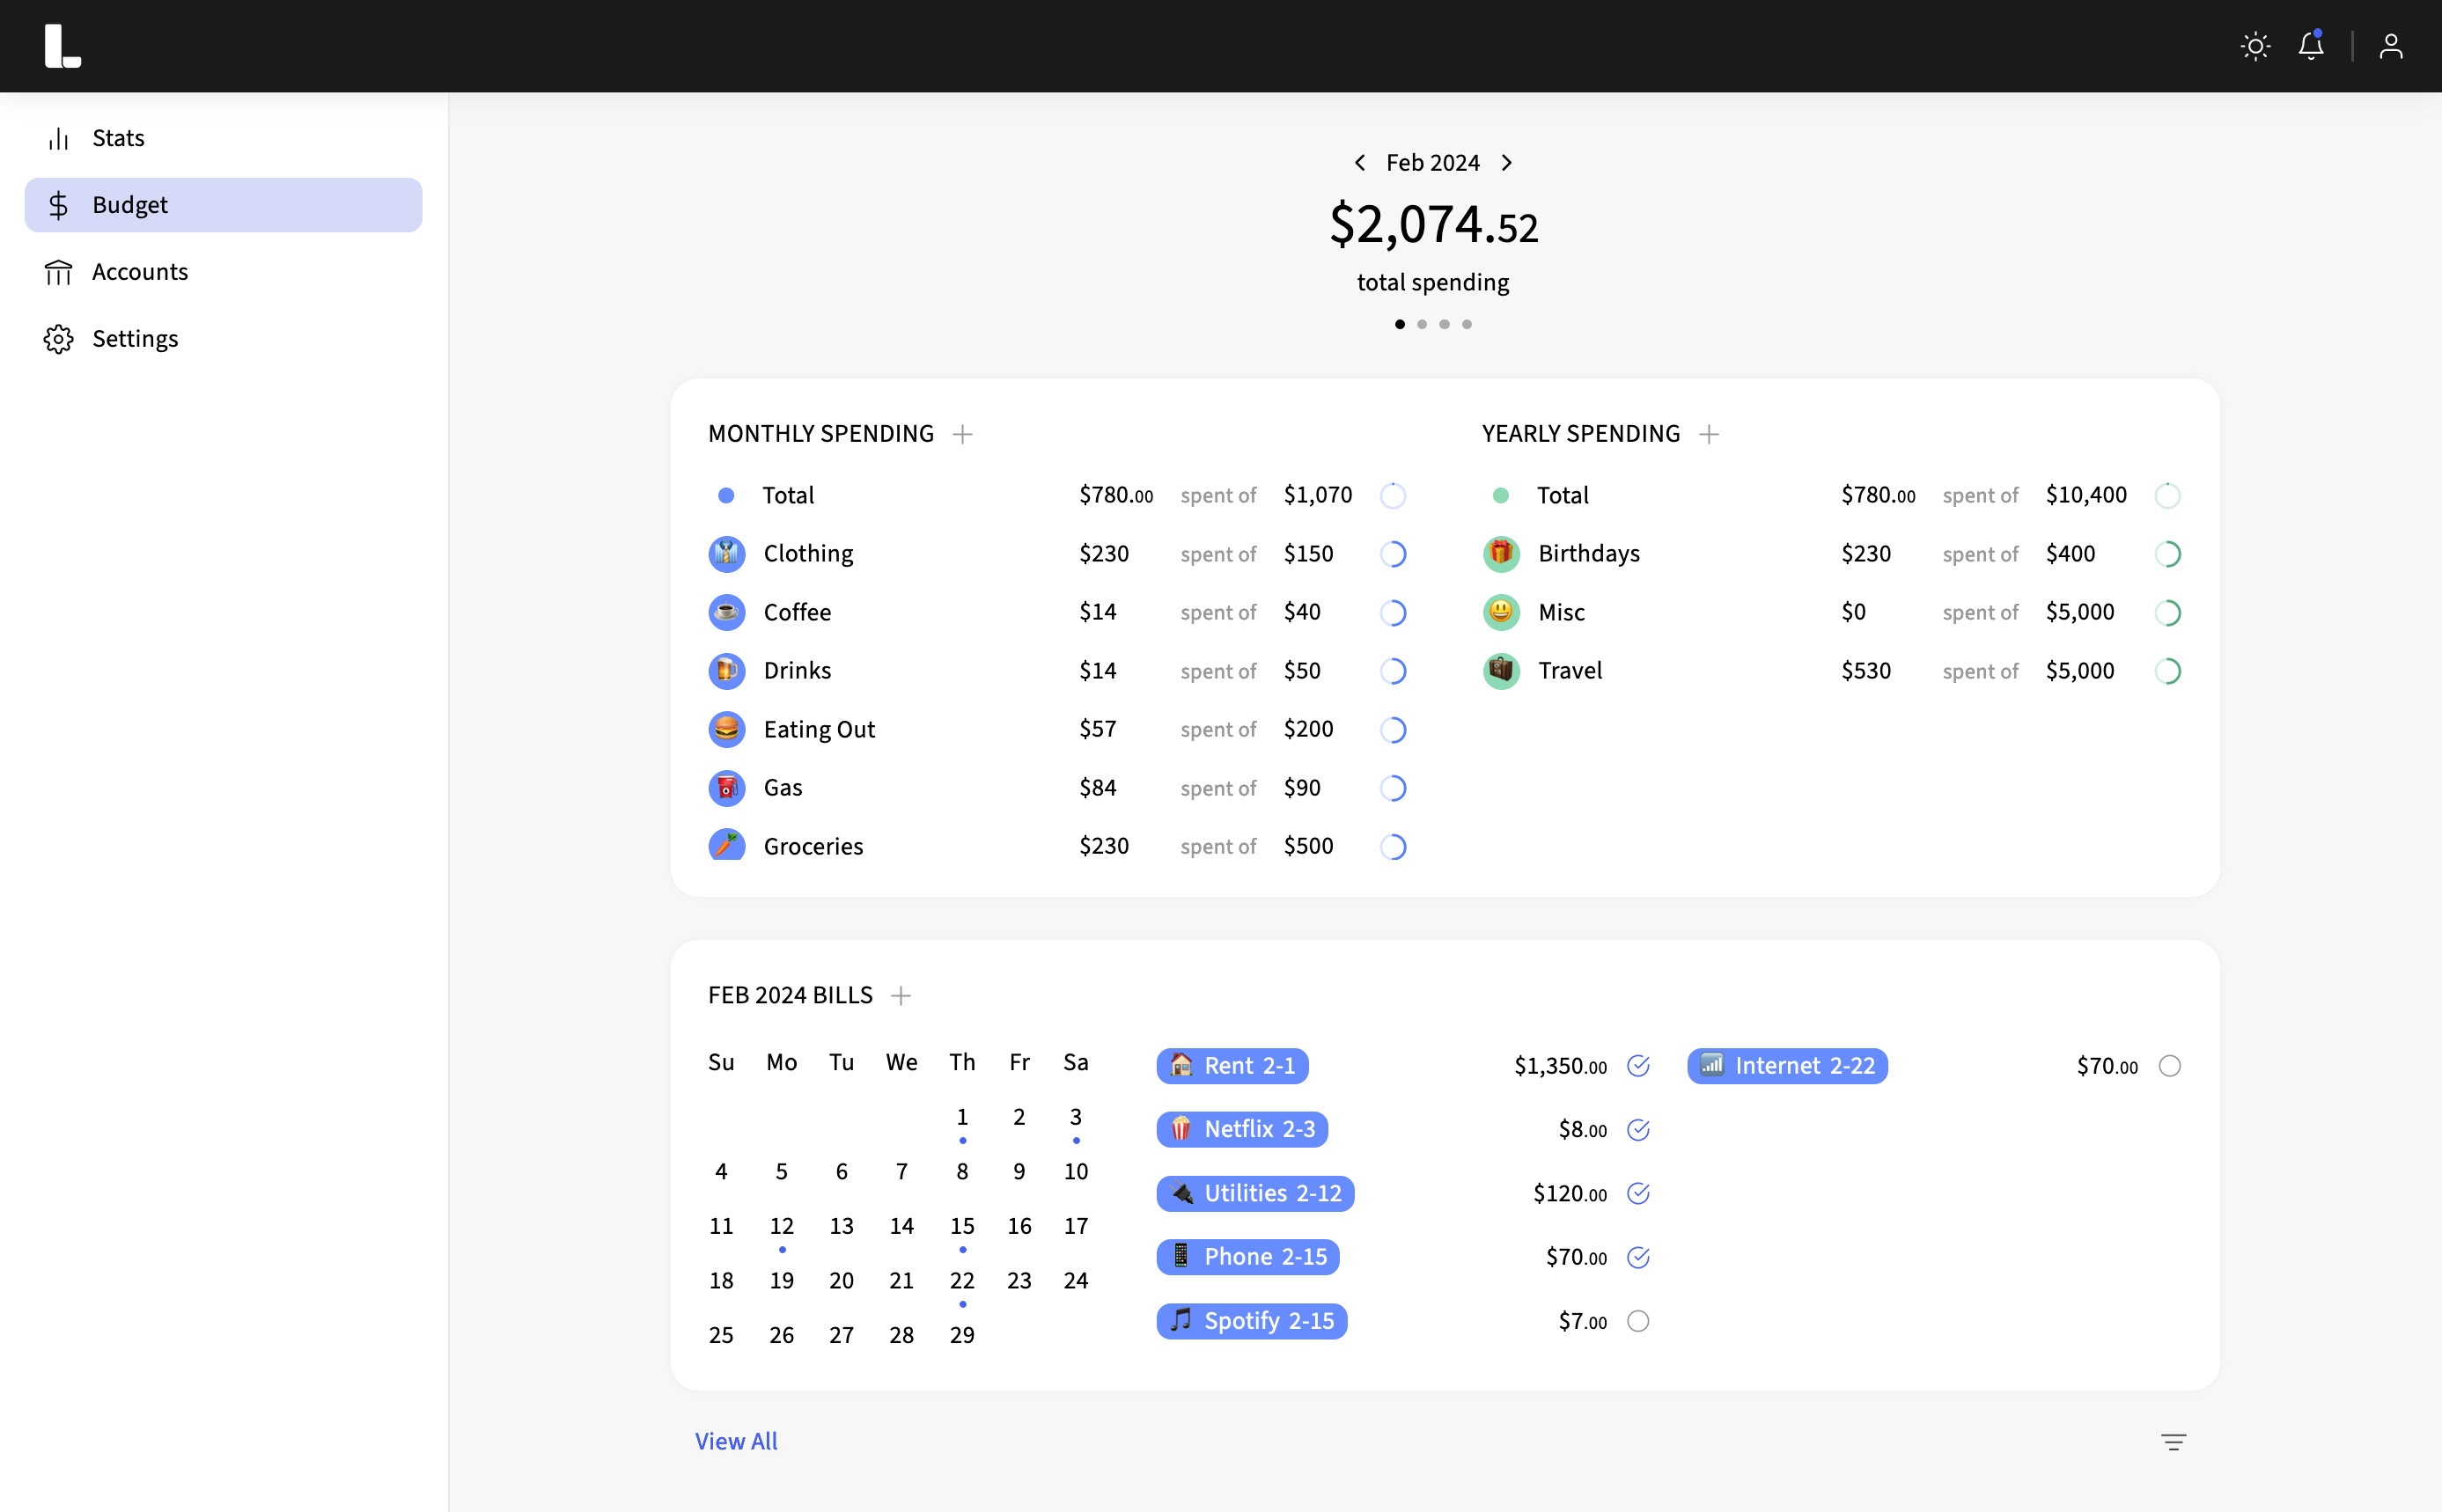 L
Stats
Budget
Accounts
Settings
Feb 2024
$2,074.52
total spending
MONTHLY SPENDING
Total $780.00 spent of $1,070
Clothing $230 spent of $150
Coffee $14 spent of $40
Drinks $14 spent of $50
Eating Out $57 spent of $200
Gas $84 spent of $90
Groceries $230 spent of $500
YEARLY SPENDING
Total $780.00 spent of $10,400
Birthdays $230 spent of $400
Misc $0 spent of $5,000
Travel $530 spent of $5,000
FEB 2024 BILLS
Su Mo Tu We Th Fr Sa
1 2 3
4 5 6 7 8 9 10
11 12 13 14 15 16 17
18 19 20 21 22 23 24
25 26 27 28 29
Rent 2-1 $1,350.00
Netflix 2-3 $8.00
Utilities 2-12 $120.00
Phone 2-15 $70.00
Spotify 2-15 $7.00
Internet 2-22 $70.00
View All